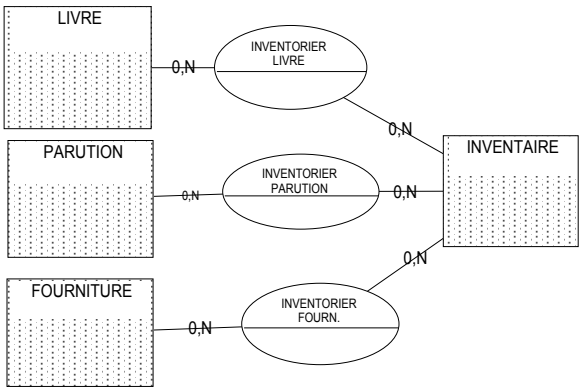 LIVRE
INVENTORIER
LIVRE
0,N
0,N
PARUTION
INVENTORIER
PARUTION
0,N
0,N
INVENTAIRE
FOURNITURE
INVENTORIER
FOURN.
0,N
0,N